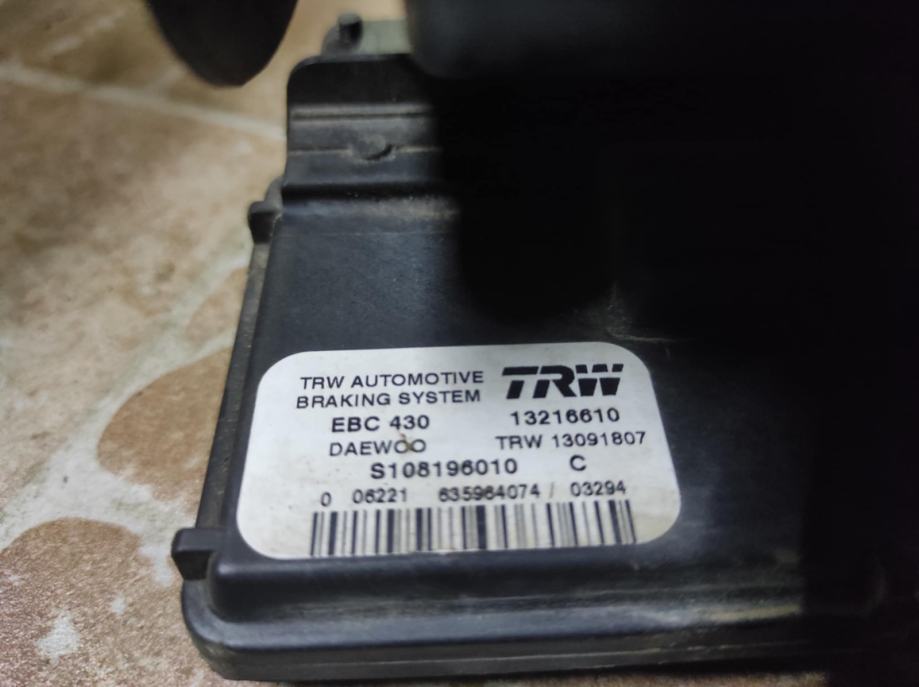 TRW AUTOMOTIVE TRW
BRAKING SYSTEM
EBC 430 13216610
DAEWOO TRW 13091807
S108196010 C
0 06221 635964074 / 03294